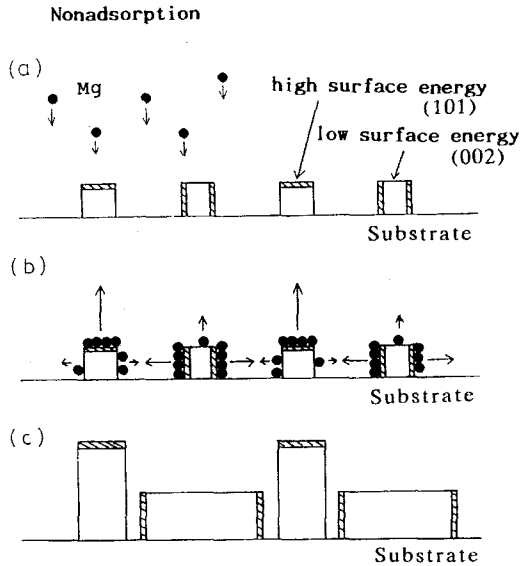 Nonadsorption
(a)
Mg
high surface energy
(101)
low surface energy
(002)
Substrate
(b)
Substrate
(c)
Substrate